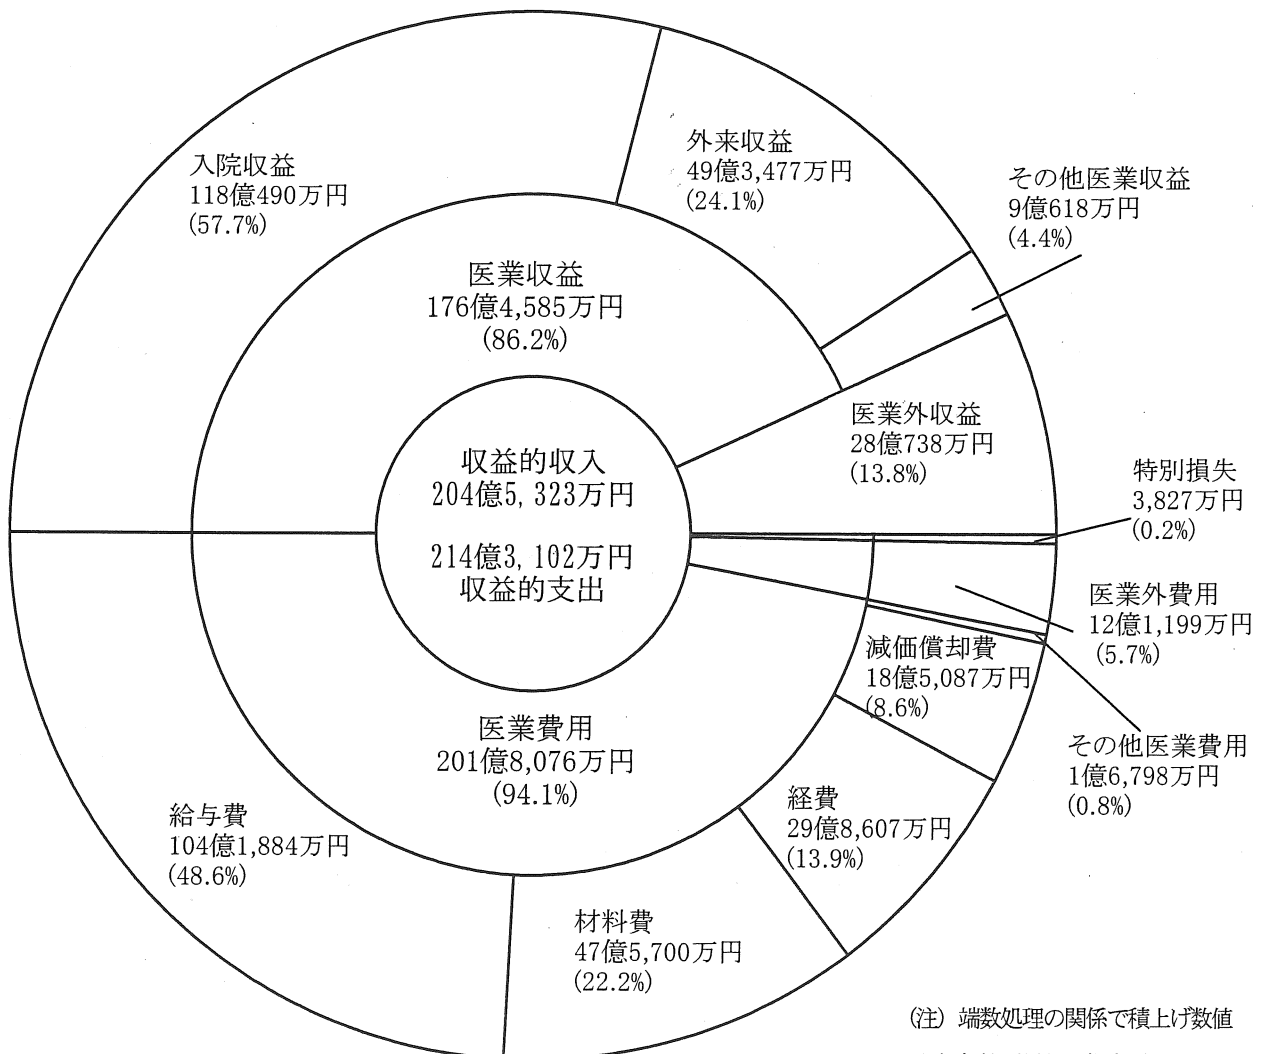 入院収益
118億490万円
(57.7%)
外来収益
49億3,477万円
(24.1%)
その他医業収益
9億618万円
(4.4%)
医業収益
176億4,585万円
(86.2%)
医業外収益
28億738万円
(13.8%)
収益的収入
204億5,323万円
214億3,102万円
収益的支出
特別損失
3,827万円
(0.2%)
医業外費用
12億1,199万円
(5.7%)
減価償却費
18億5,087万円
(8.6%)
その他医業費用
1億6,798万円
(0.8%)
医業費用
201億8,076万円
(94.1%)
経費
29億8,607万円
(13.9%)
給与費
104億1,884万円
(48.6%)
材料費
47億5,700万円
(22.2%)
(注) 端数処理の関係で積上げ数値